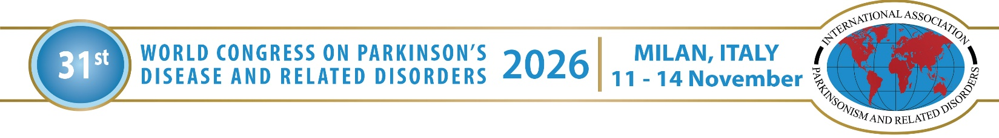 31st
WORLD CONGRESS ON PARKINSON'S
DISEASE AND RELATED DISORDERS
2026
MILAN, ITALY
11 - 14 November
INTERNATIONAL ASSOCIATION
PARKINSONISM AND RELATED DISORDERS